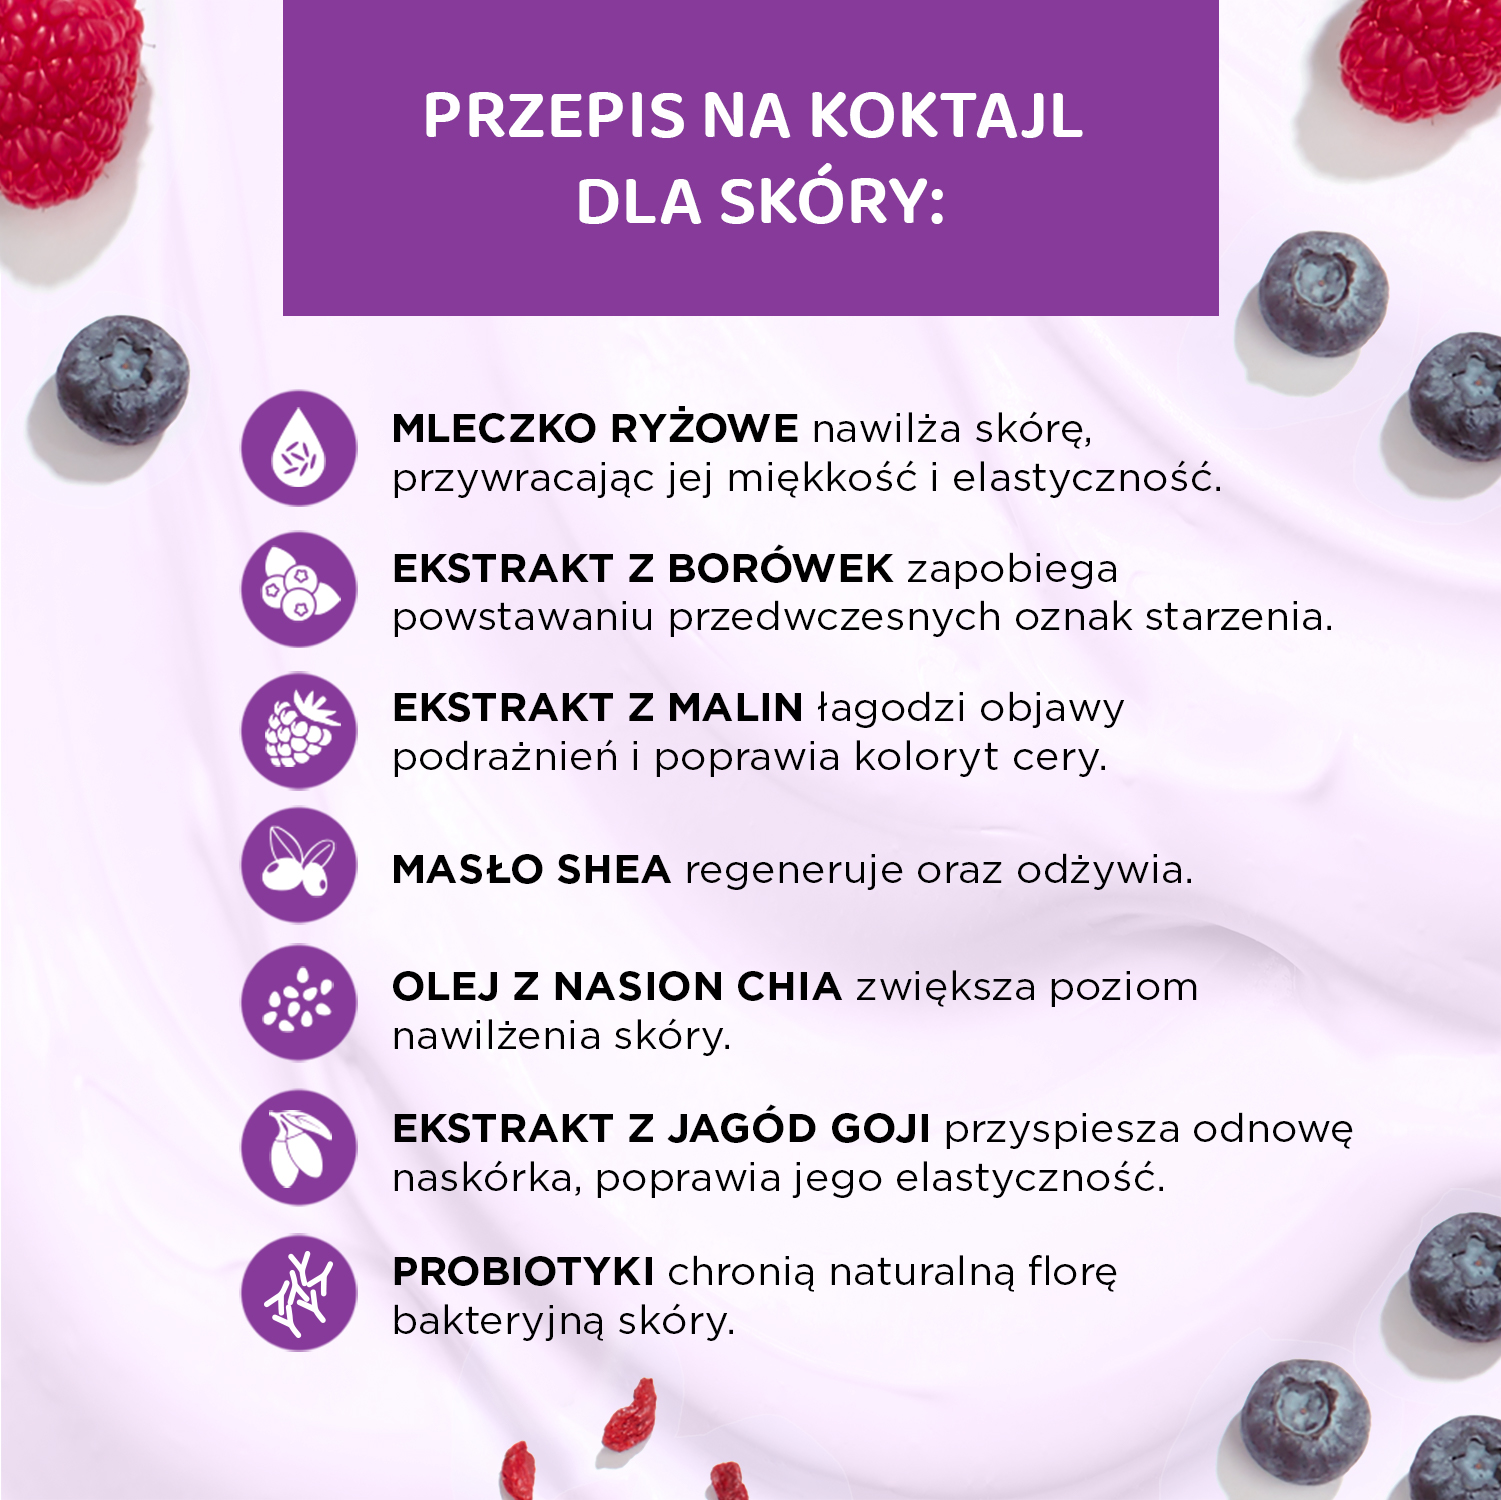 PRZEPIS NA KOKTAJL
DLA SKÓRY:
MLECZKO RYŻOWE nawilża skórę,
przywracając jej miękkość i elastyczność.
EKSTRAKT Z BORÓWEK zapobiega
powstawaniu przedwczesnych oznak starzenia.
EKSTRAKT Z MALIN łagodzi objawy
podrażnień i poprawia koloryt cery.
MASŁO SHEA regeneruje oraz odżywia.
OLEJ Z NASION CHIA zwiększa poziom
nawilżenia skóry.
EKSTRAKT Z JAGÓD GOJI przyspiesza odnowę
naskórka, poprawia jego elastyczność.
PROBIOTYKI chronią naturalną florę
bakteryjną skóry.